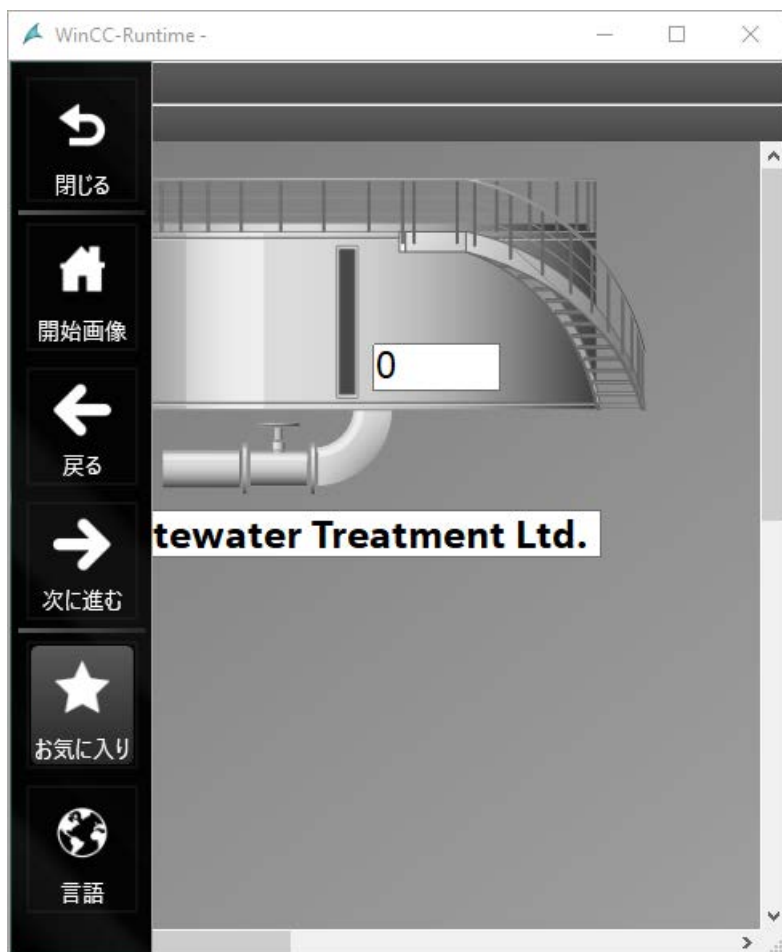 WinCC-Runtime -
閉じる
開始画像
0
戻る
tewater Treatment Ltd.
次に進む
お気に入り
言語